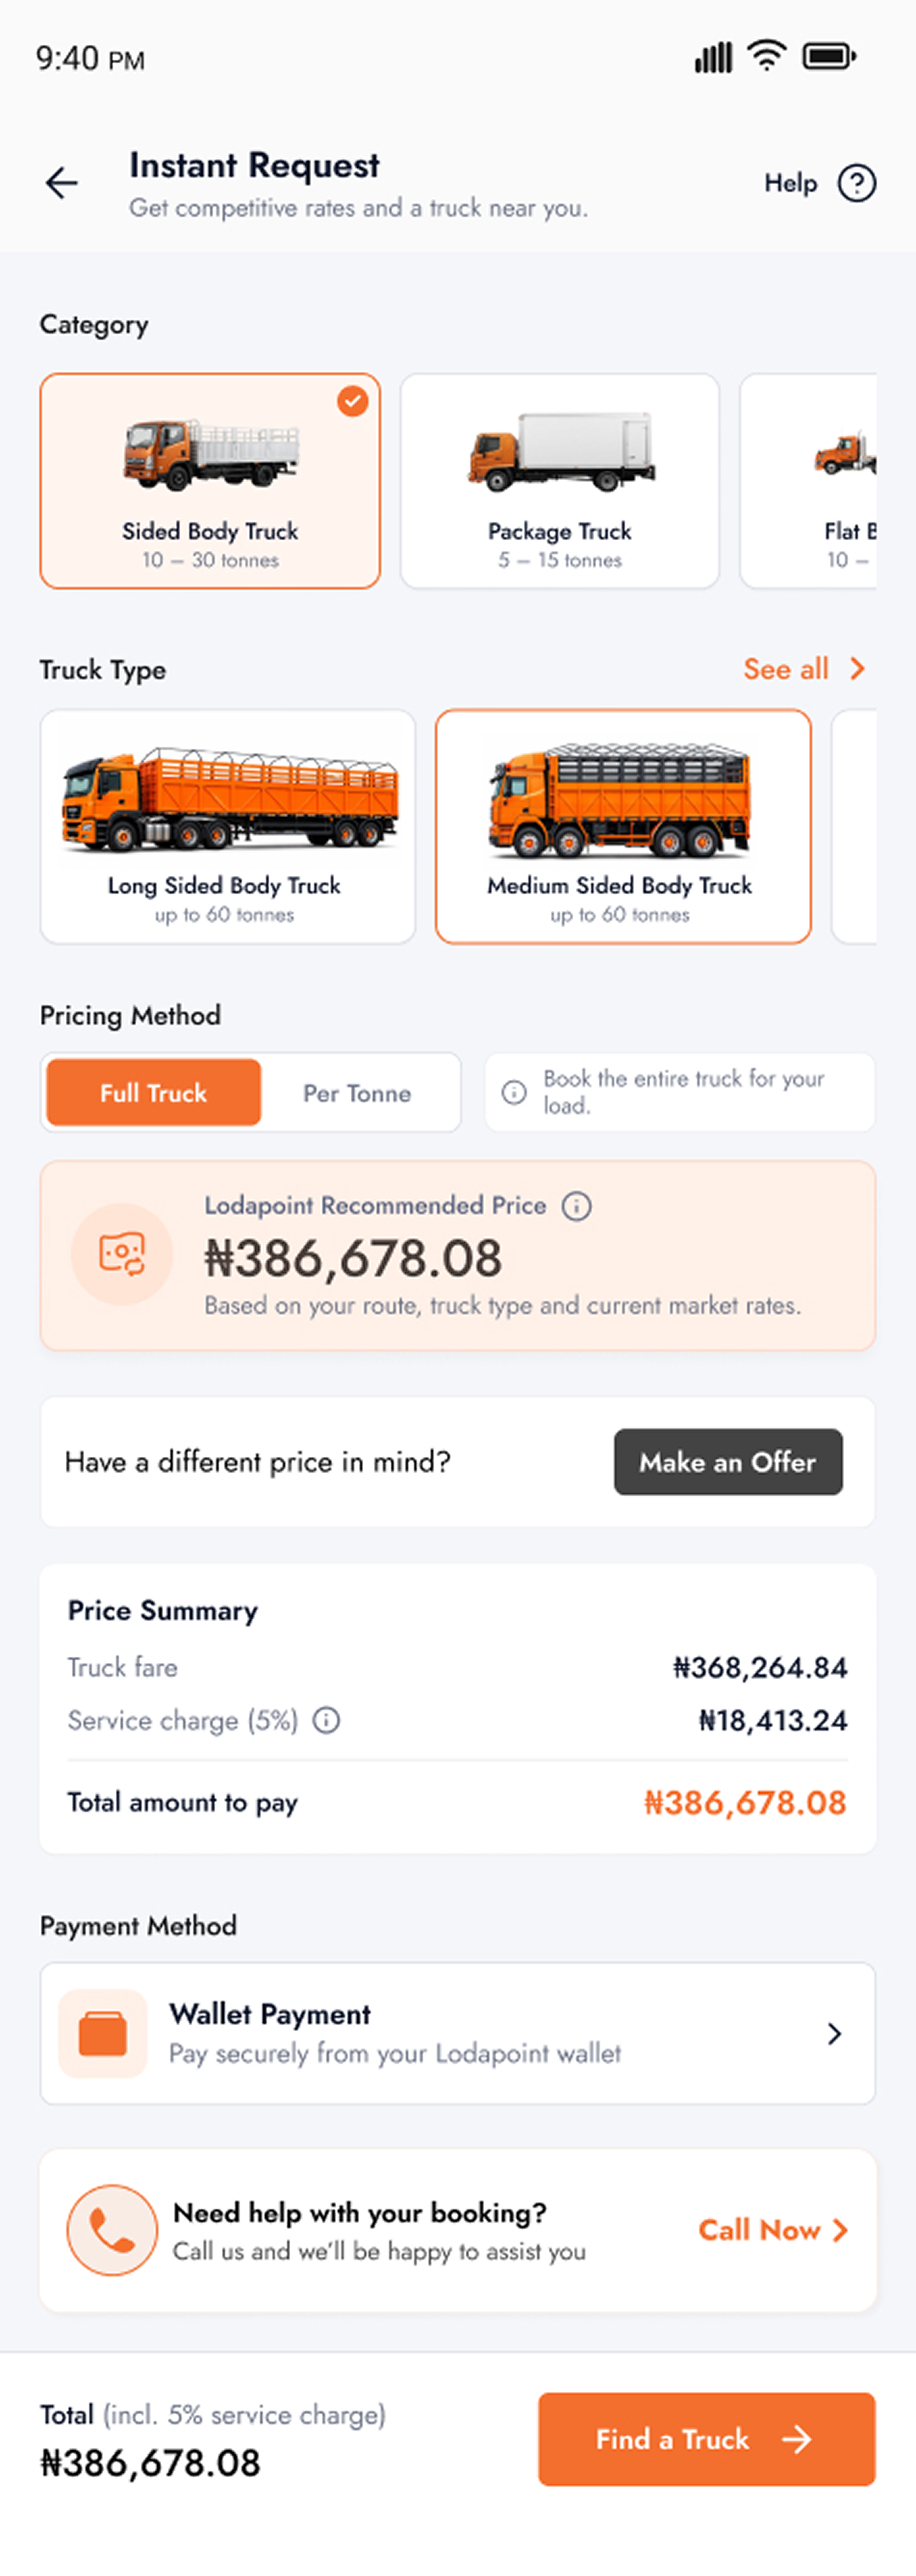 9:40 PM
Instant Request
Get competitive rates and a truck near you.
Help
Category
Sided Body Truck
10 – 30 tonnes
Package Truck
5 – 15 tonnes
Flat B
10 –
Truck Type
See all
Long Sided Body Truck
up to 60 tonnes
Medium Sided Body Truck
up to 60 tonnes
Pricing Method
Full Truck
Per Tonne
Book the entire truck for your
load.
Lodapoint Recommended Price
₦386,678.08
Based on your route, truck type and current market rates.
Have a different price in mind?
Make an Offer
Price Summary
Truck fare
₦368,264.84
Service charge (5%)
₦18,413.24
Total amount to pay
₦386,678.08
Payment Method
Wallet Payment
Pay securely from your Lodapoint wallet
Need help with your booking?
Call us and we’ll be happy to assist you
Call Now
Total (incl. 5% service charge)
₦386,678.08
Find a Truck